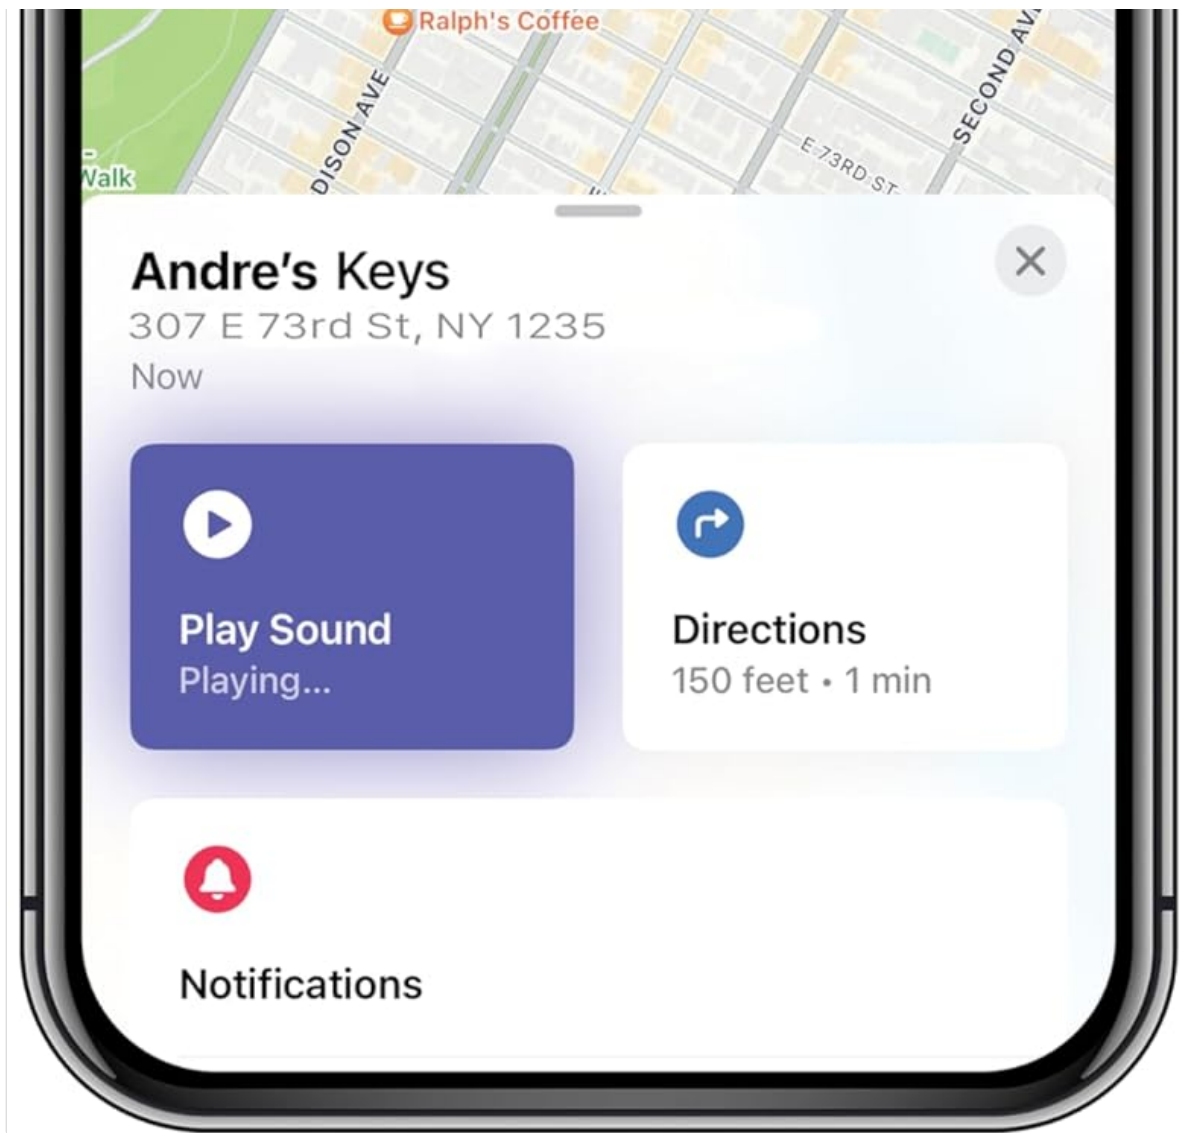 Ralph's Coffee
DISON AVE
SECOND AV
E 73RD ST
Walk
Andre's Keys
307 E 73rd St, NY 1235
Now
Play Sound
Playing...
Directions
150 feet • 1 min
Notifications